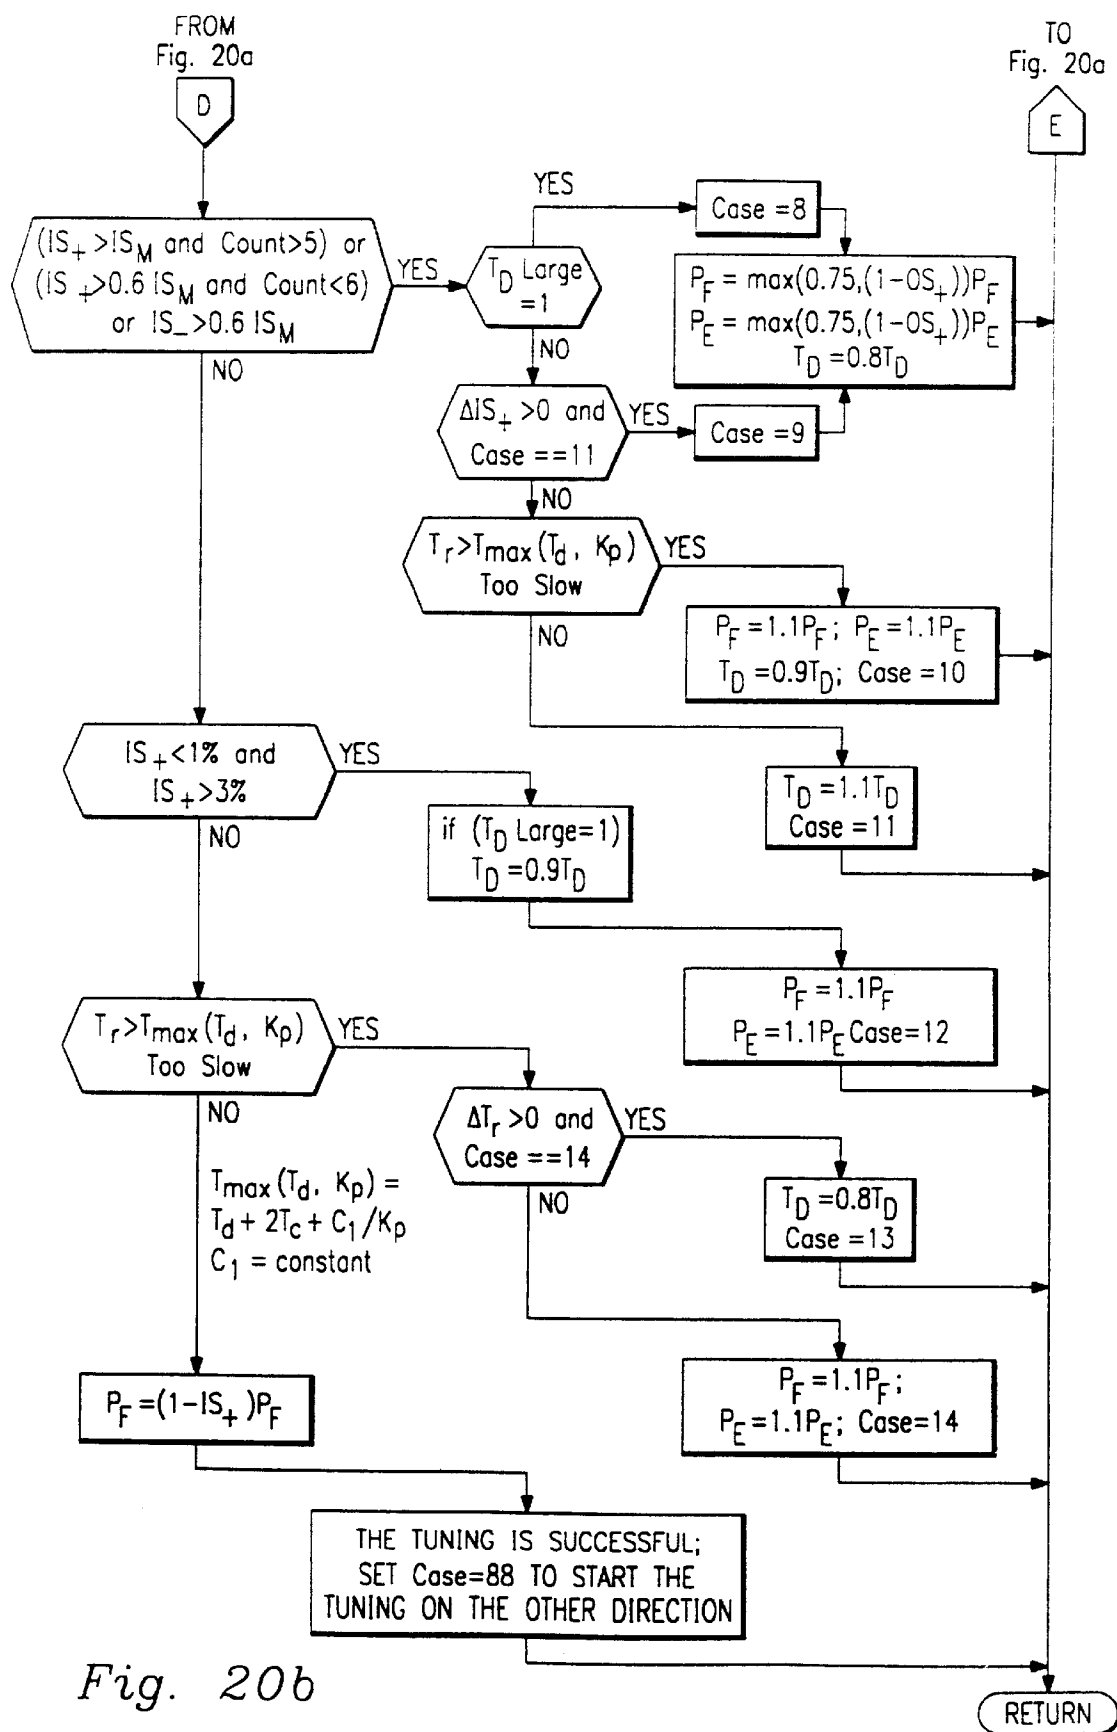 FROM
Fig. 20a
D
TO
Fig. 20a
E
(IS+ >ISM and Count>5) or
(IS+>0.6 ISM and Count<6)
or IS_>0.6 ISM
YES
NO
TD Large
=1
YES
NO
Case =8
PF = max(0.75,(1-OS+))PF
PE = max(0.75,(1-OS+))PE
TD =0.8TD
ΔIS+ >0 and
Case ==11
YES
NO
Case =9
Tr>Tmax(Td, Kp)
Too Slow
YES
NO
PF =1.1PF; PE =1.1PE
TD =0.9TD; Case =10
TD =1.1TD
Case =11
IS+<1% and
IS+>3%
YES
NO
if (TD Large=1)
TD =0.9TD
PF =1.1PF
PE =1.1PE Case=12
Tr>Tmax(Td, Kp)
Too Slow
YES
NO
ΔTr >0 and
Case ==14
YES
NO
TD =0.8TD
Case =13
Tmax(Td, Kp) =
Td + 2Tc + C1/Kp
C1 = constant
PF =1.1PF;
PE =1.1PE; Case=14
PF =(1-IS+)PF
THE TUNING IS SUCCESSFUL;
SET Case=88 TO START THE
TUNING ON THE OTHER DIRECTION
Fig. 20b
RETURN